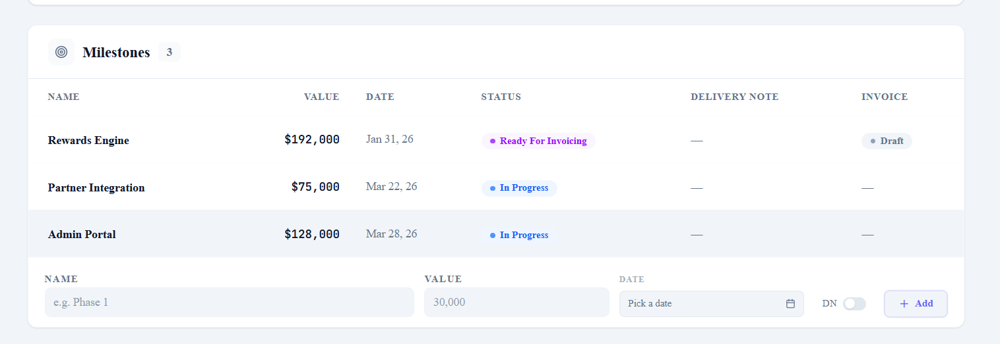 Milestones 3
NAME VALUE DATE STATUS DELIVERY NOTE INVOICE
Rewards Engine $192,000 Jan 31, 26 Ready For Invoicing — Draft
Partner Integration $75,000 Mar 22, 26 In Progress — —
Admin Portal $128,000 Mar 28, 26 In Progress — —
NAME VALUE DATE
e.g. Phase 1 30,000 Pick a date DN + Add